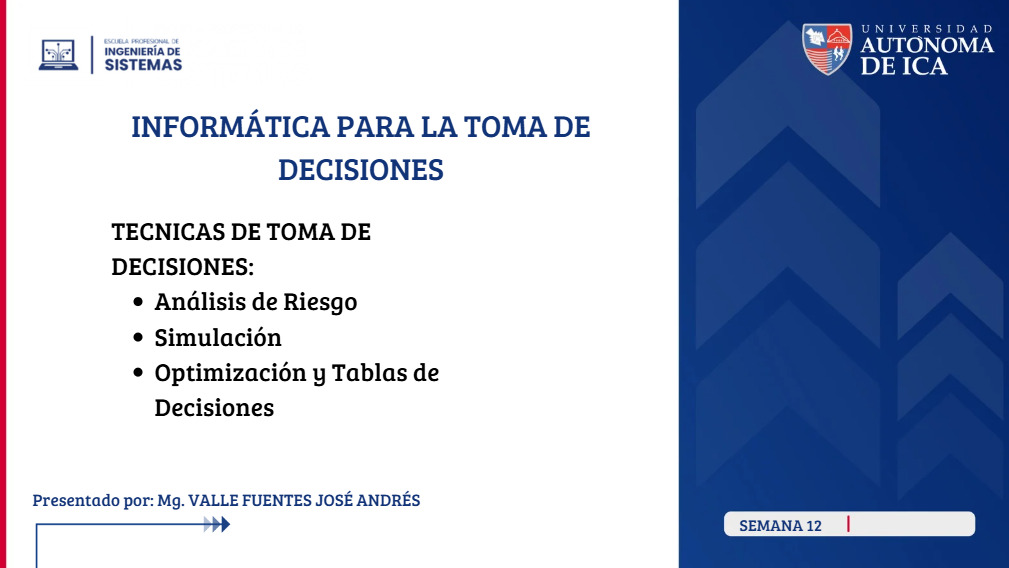 ESCUELA PROFESIONAL DE
INGENIERÍA DE
SISTEMAS
UNIVERSIDAD
AUTÓNOMA
DE ICA
INFORMÁTICA PARA LA TOMA DE
DECISIONES
TECNICAS DE TOMA DE
DECISIONES:
• Análisis de Riesgo
• Simulación
• Optimización y Tablas de
Decisiones
Presentado por: Mg. VALLE FUENTES JOSÉ ANDRÉS
SEMANA 12